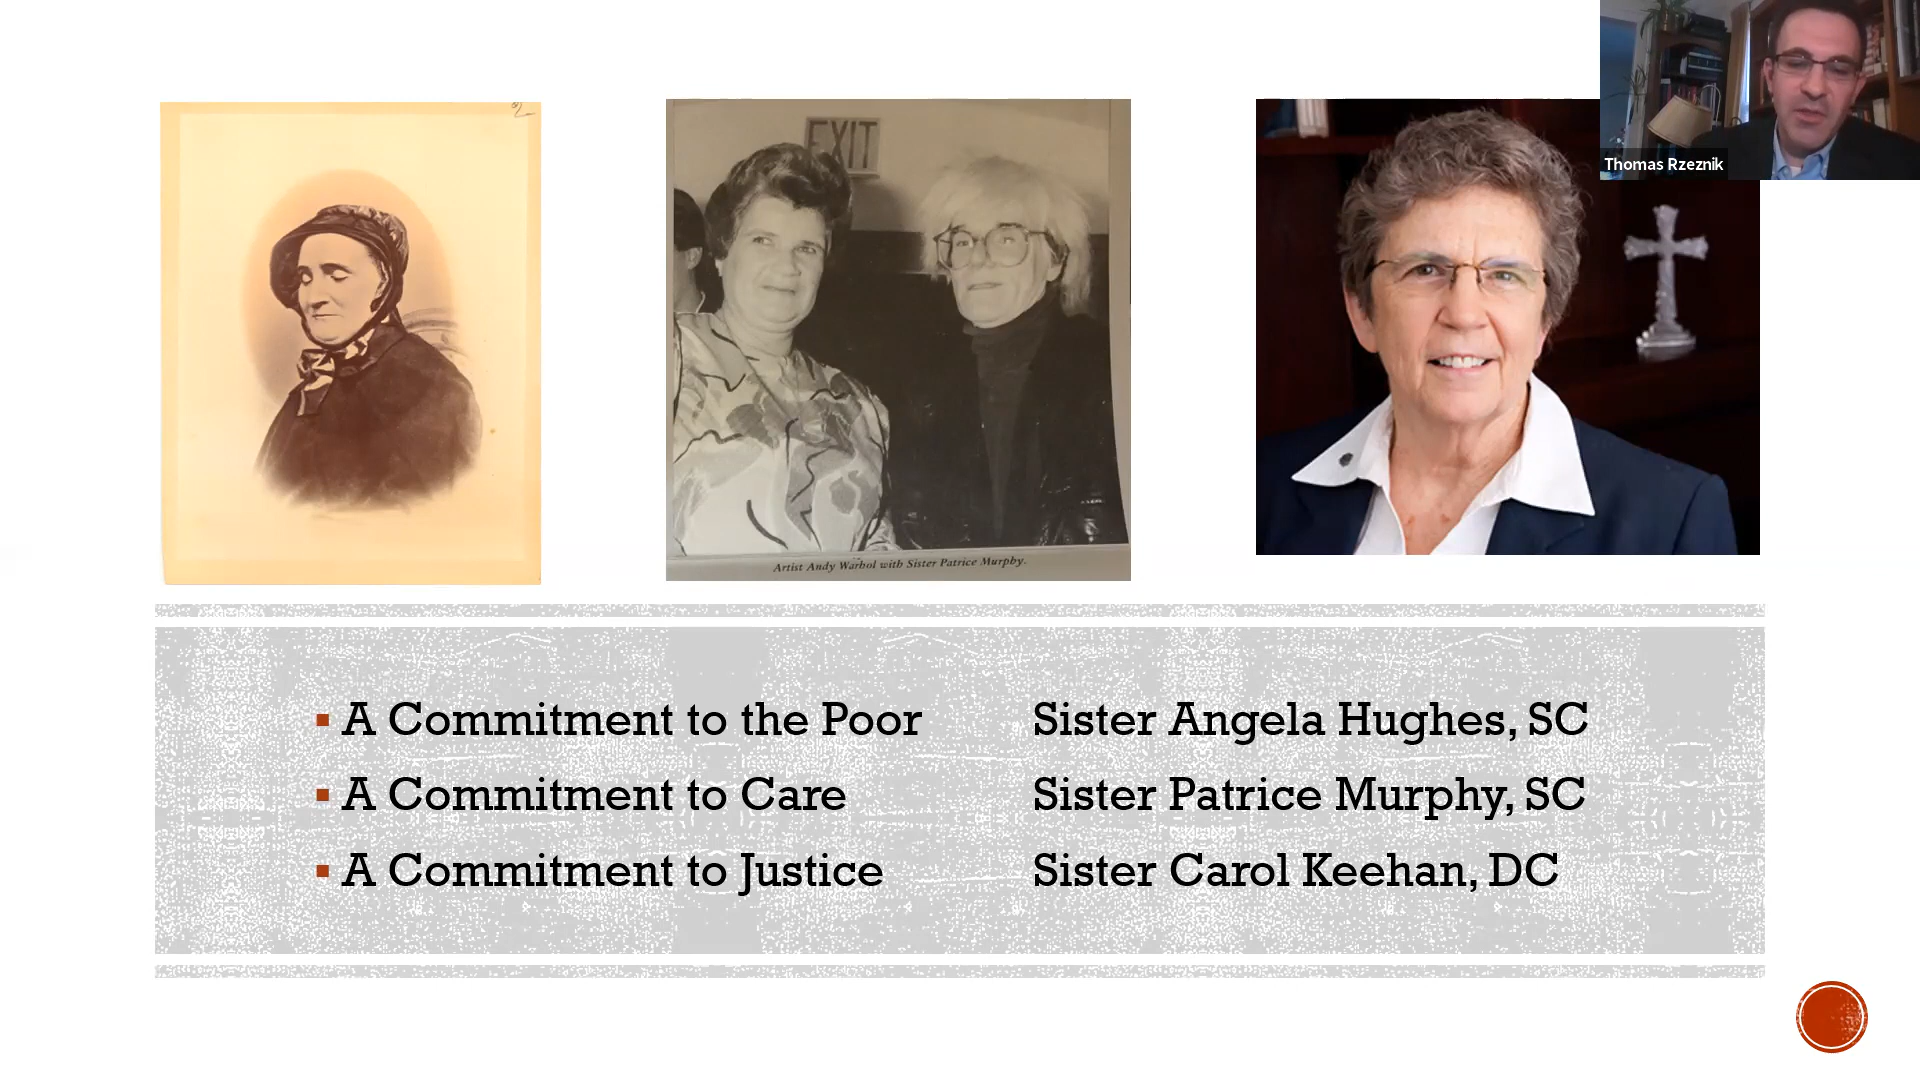 2
EXIT
Thomas Rzeznik
Artist Andy Warhol with Sister Patrice Murphy.
A Commitment to the Poor Sister Angela Hughes, SC
A Commitment to Care Sister Patrice Murphy, SC
A Commitment to Justice Sister Carol Keehan, DC